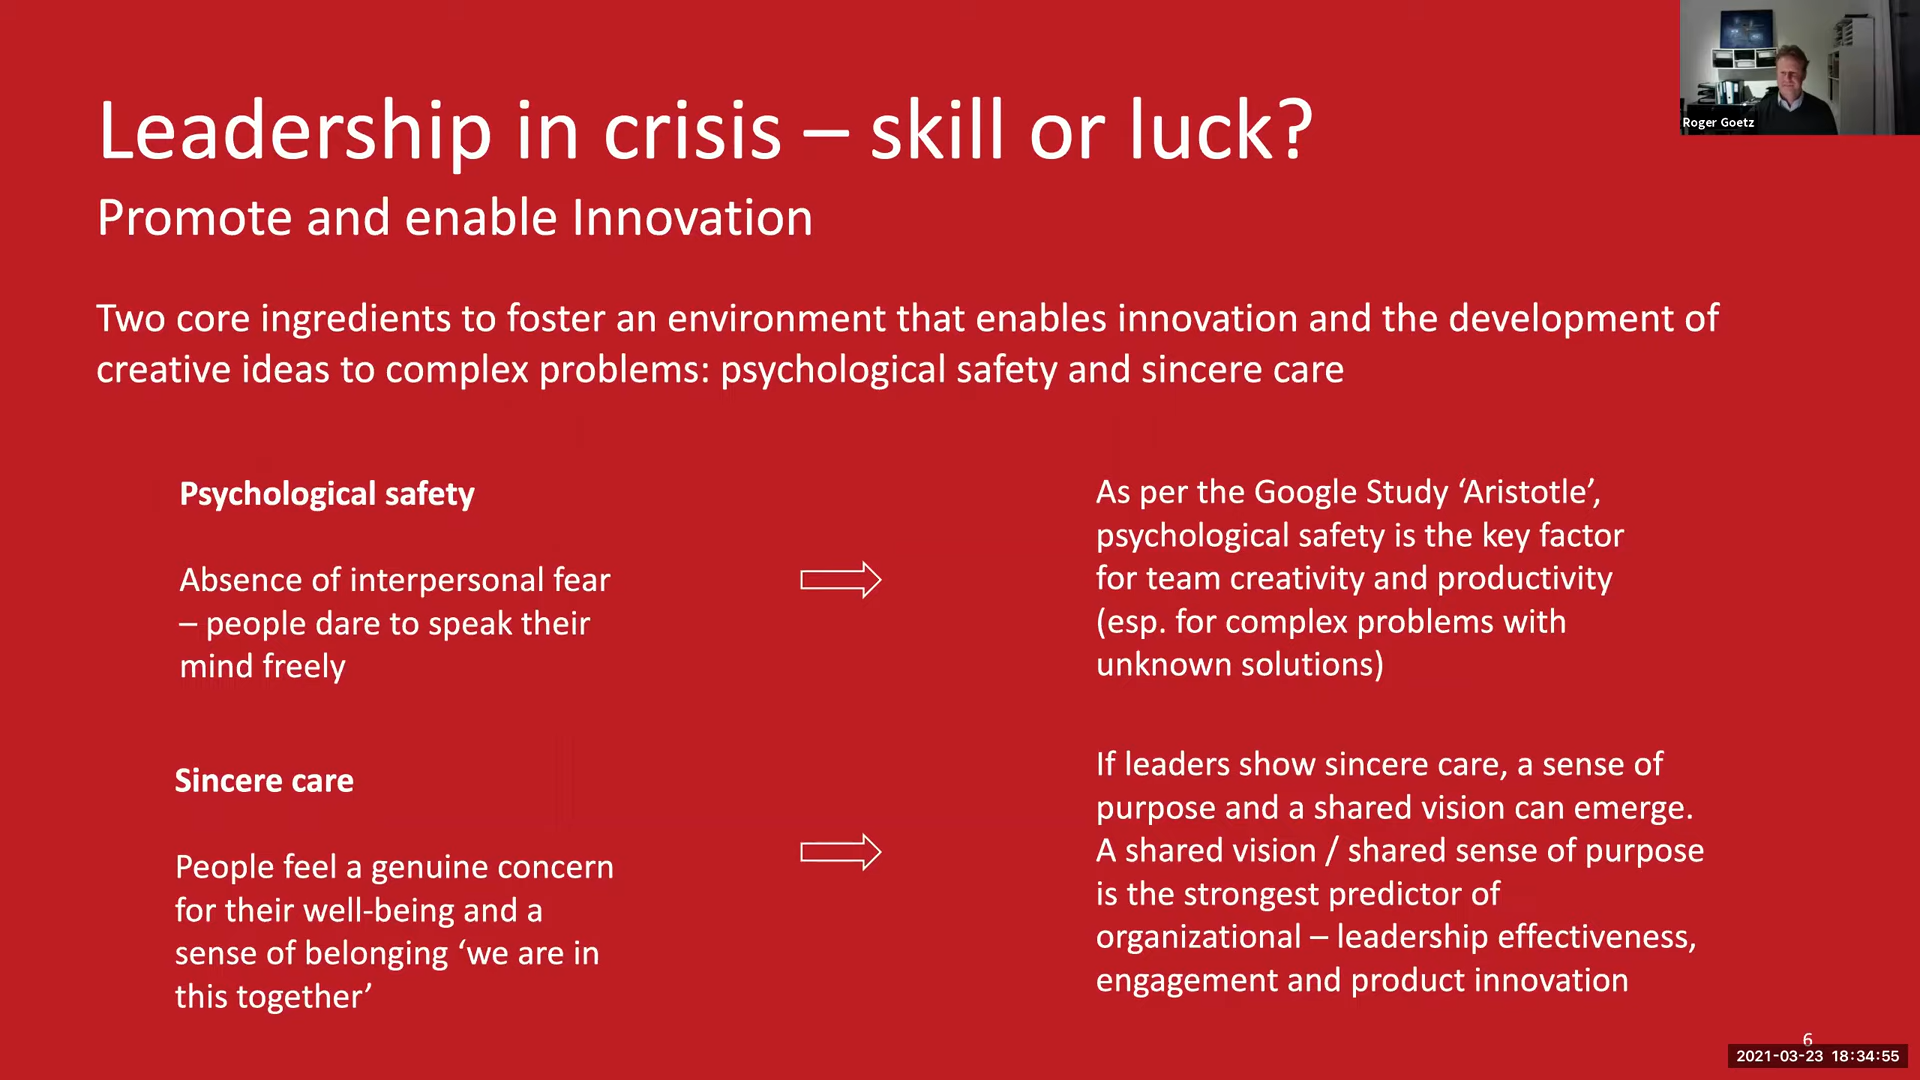 Leadership in crisis – skill or luck?
Promote and enable Innovation
Roger Goetz
Two core ingredients to foster an environment that enables innovation and the development of
creative ideas to complex problems: psychological safety and sincere care
Psychological safety
Absence of interpersonal fear
– people dare to speak their
mind freely
As per the Google Study ‘Aristotle’,
psychological safety is the key factor
for team creativity and productivity
(esp. for complex problems with
unknown solutions)
Sincere care
People feel a genuine concern
for their well-being and a
sense of belonging ‘we are in
this together’
If leaders show sincere care, a sense of
purpose and a shared vision can emerge.
A shared vision / shared sense of purpose
is the strongest predictor of
organizational – leadership effectiveness,
engagement and product innovation
6
2021-03-23 18:34:55